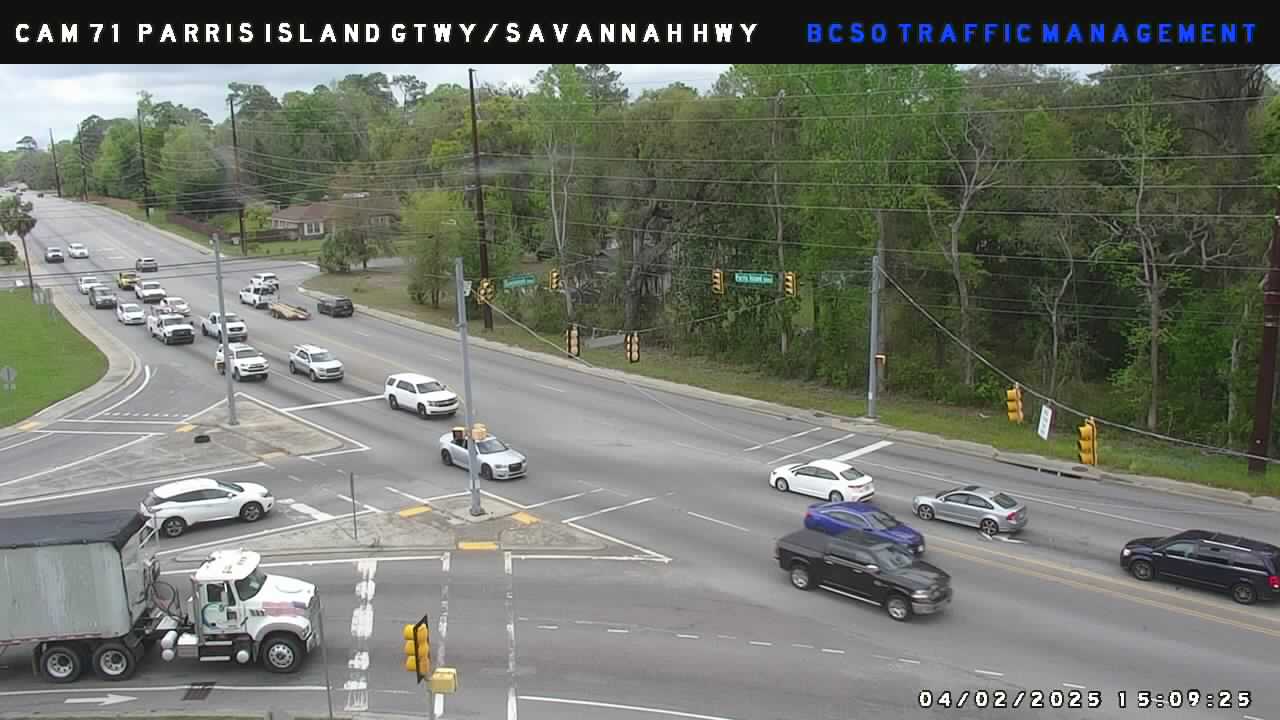 CAM 71 PARRIS ISLAND GTWY/SAVANNAH HWY BCSO TRAFFIC MANAGEMENT
04/02/2025 15:09:25